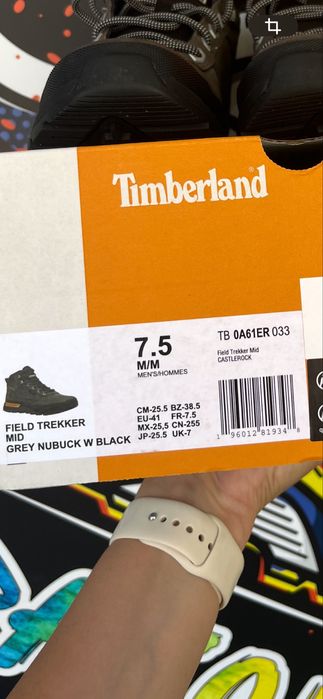 Timberland
7.5
M/M
MEN'S/HOMMES
TB 0A61ER 033
Field Trekker Mid
CASTLEROCK
CM-25.5 BZ-38.5
EU-41 FR-7.5
MX-25,5 CN-255
JP-25.5 UK-7
1 96012 81934 8
FIELD TREKKER
MID
GREY NUBUCK W BLACK